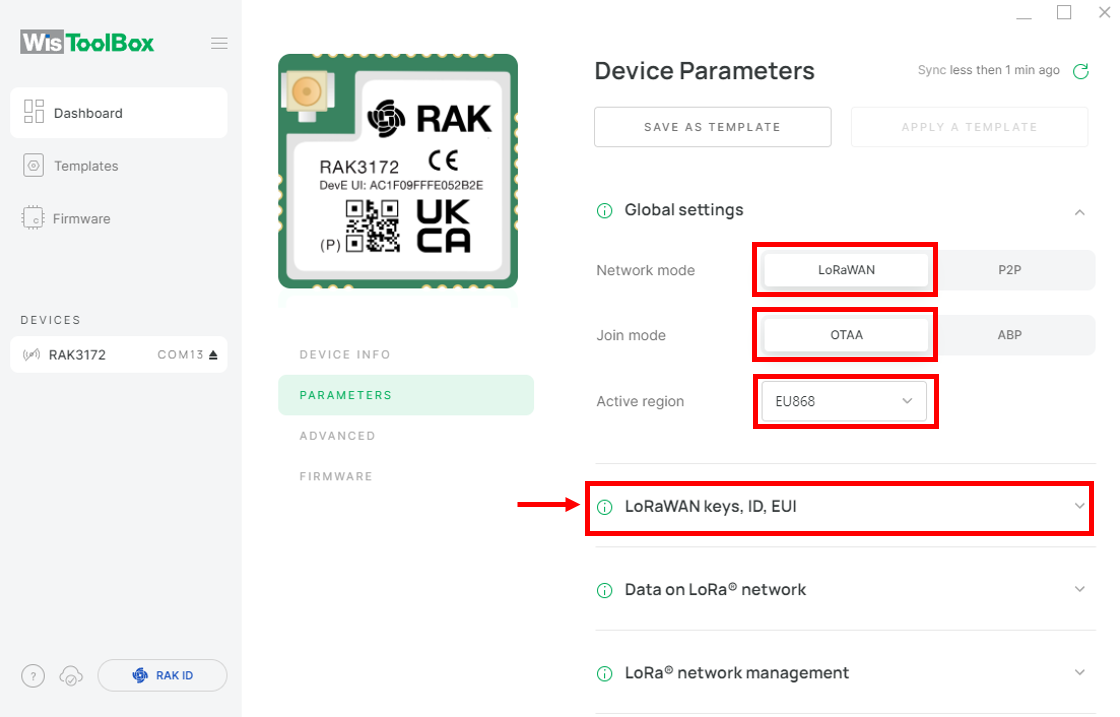 WisToolBox
Dashboard
Templates
Firmware
DEVICES
RAK3172 COM13
? RAK ID
RAK
RAK3172 CE
DevE UI: AC1F09FFFE052B2E
(P) UK
CA
DEVICE INFO
PARAMETERS
ADVANCED
FIRMWARE
Device Parameters Sync less then 1 min ago
SAVE AS TEMPLATE APPLY A TEMPLATE
Global settings
Network mode LoRaWAN P2P
Join mode OTAA ABP
Active region EU868
LoRaWAN keys, ID, EUI
Data on LoRa® network
LoRa® network management